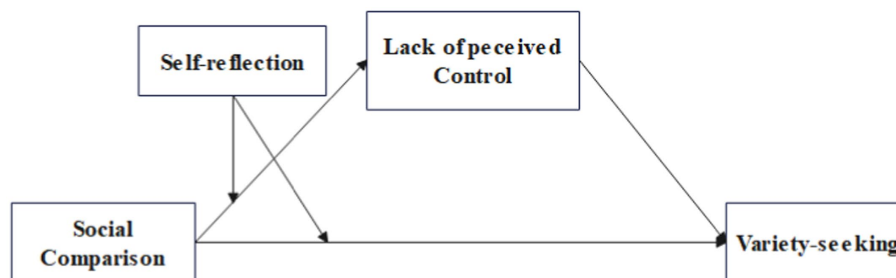 Self-reflection
Lack of peceived
Control
Social
Comparison
Variety-seeking